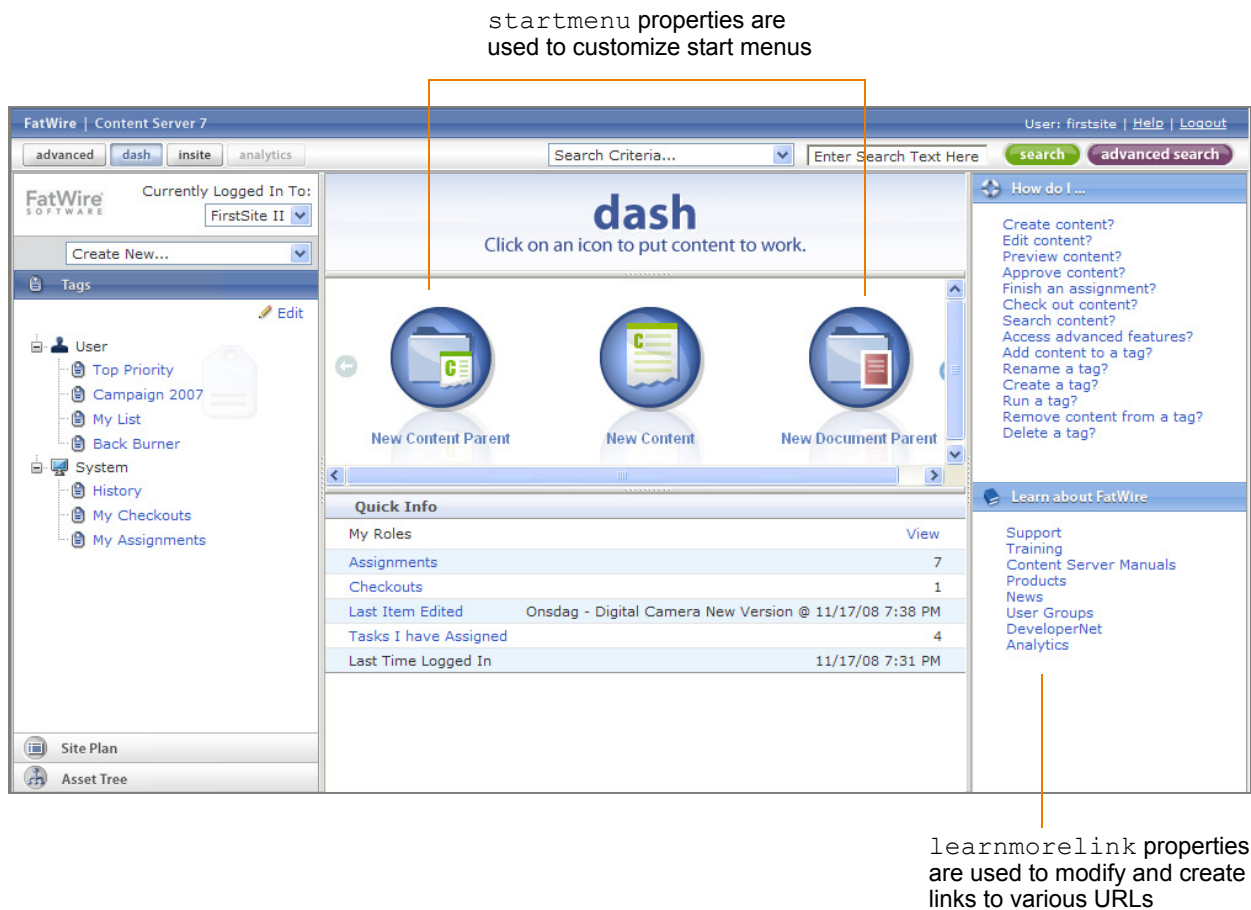 startmenu properties are
used to customize start menus
FatWire | Content Server 7
User: firstsite | Help | Logout
advanced
dash
insite
analytics
Search Criteria...
Enter Search Text Here
search
advanced search
FatWire
SOFTWARE
Currently Logged In To:
FirstSite II
Create New...
Tags
Edit
User
Top Priority
Campaign 2007
My List
Back Burner
System
History
My Checkouts
My Assignments
Site Plan
Asset Tree
dash
Click on an icon to put content to work.
New Content Parent
New Content
New Document Parent
Quick Info
My Roles View
Assignments 7
Checkouts 1
Last Item Edited Onsdag - Digital Camera New Version @ 11/17/08 7:38 PM
Tasks I have Assigned 4
Last Time Logged In 11/17/08 7:31 PM
How do I ...
Create content?
Edit content?
Preview content?
Approve content?
Finish an assignment?
Check out content?
Search content?
Access advanced features?
Add content to a tag?
Rename a tag?
Create a tag?
Run a tag?
Remove content from a tag?
Delete a tag?
Learn about FatWire
Support
Training
Content Server Manuals
Products
News
User Groups
DeveloperNet
Analytics
learnmorelink properties
are used to modify and create
links to various URLs